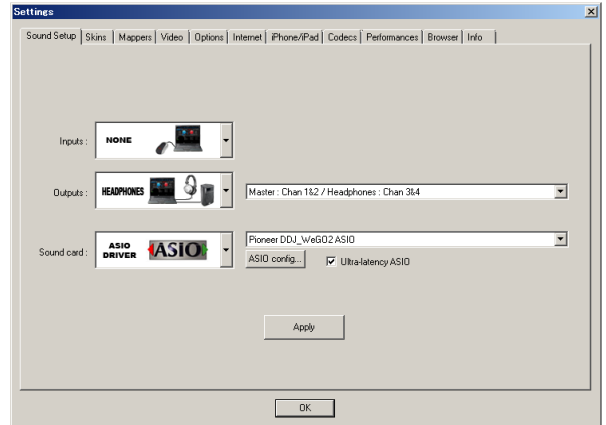 Settings
Sound Setup
Skins
Mappers
Video
Options
Internet
iPhone/iPad
Codecs
Performances
Browser
Info
Inputs :
NONE
Outputs :
HEADPHONES
Master : Chan 1&2 / Headphones : Chan 3&4
Sound card :
ASIO
DRIVER
ASIO
Pioneer DDJ_WeGO2 ASIO
ASIO config...
Ultra-latency ASIO
Apply
OK